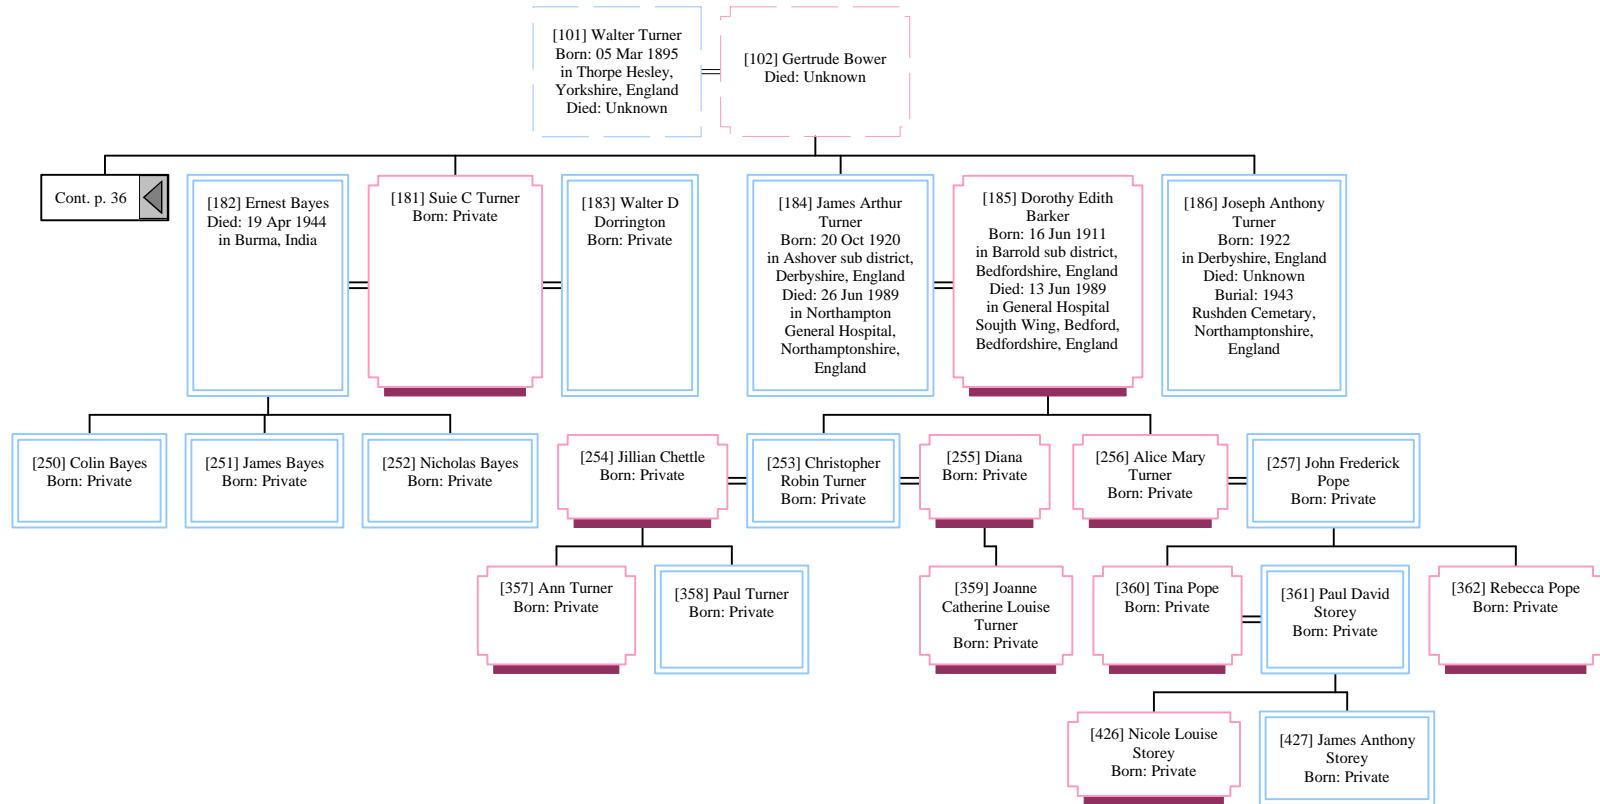 [101] Walter Turner
Born: 05 Mar 1895
in Thorpe Hesley,
Yorkshire, England
Died: Unknown
[102] Gertrude Bower
Died: Unknown
Cont. p. 36
[182] Ernest Bayes
Died: 19 Apr 1944
in Burma, India
[181] Suie C Turner
Born: Private
[183] Walter D
Dorrington
Born: Private
[184] James Arthur
Turner
Born: 20 Oct 1920
in Ashover sub district,
Derbyshire, England
Died: 26 Jun 1989
in Northampton
General Hospital,
Northamptonshire,
England
[185] Dorothy Edith
Barker
Born: 16 Jun 1911
in Barrold sub district,
Bedfordshire, England
Died: 13 Jun 1989
in General Hospital
Soujth Wing, Bedford,
Bedfordshire, England
[186] Joseph Anthony
Turner
Born: 1922
in Derbyshire, England
Died: Unknown
Burial: 1943
Rushden Cemetary,
Northamptonshire,
England
[250] Colin Bayes
Born: Private
[251] James Bayes
Born: Private
[252] Nicholas Bayes
Born: Private
[254] Jillian Chettle
Born: Private
[253] Christopher
Robin Turner
Born: Private
[255] Diana
Born: Private
[256] Alice Mary
Turner
Born: Private
[257] John Frederick
Pope
Born: Private
[357] Ann Turner
Born: Private
[358] Paul Turner
Born: Private
[359] Joanne
Catherine Louise
Turner
Born: Private
[360] Tina Pope
Born: Private
[361] Paul David
Storey
Born: Private
[362] Rebecca Pope
Born: Private
[426] Nicole Louise
Storey
Born: Private
[427] James Anthony
Storey
Born: Private